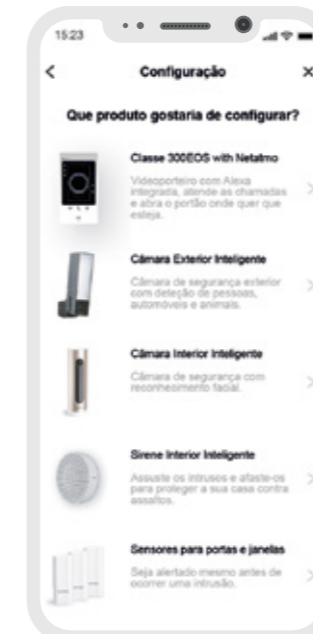 15:23
Configuração
Que produto gostaria de configurar?
Classe 300EOS with Netatmo
Videoporteiro com Alexa
integrada, atende as chamadas
e abra o portão onde quer que
esteja.
Câmara Exterior Inteligente
Câmara de segurança exterior
com deteção de pessoas,
automóveis e animais.
Câmara Interior Inteligente
Câmara de segurança com
reconhecimento facial.
Sirene Interior Inteligente
Assuste os intrusos e afaste-os
para proteger a sua casa contra
assaltos.
Sensores para portas e janelas
Seja alertado mesmo antes de
ocorrer uma intrusão.